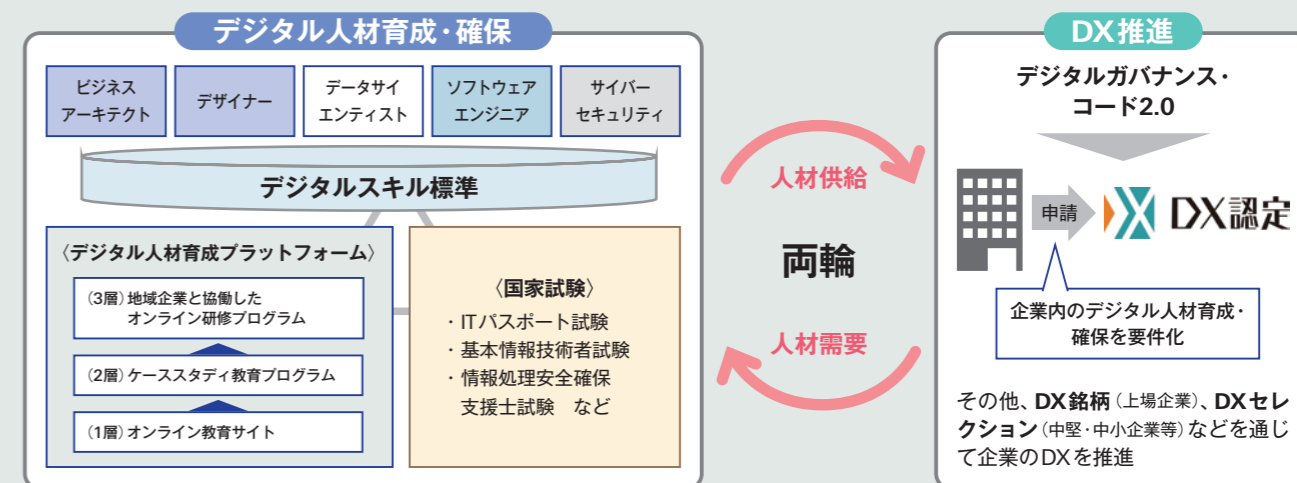 デジタル人材育成・確保
ビジネス
アーキテクト
デザイナー
データサイ
エンティスト
ソフトウェア
エンジニア
サイバー
セキュリティ
デジタルスキル標準
〈デジタル人材育成プラットフォーム〉
(3層)地域企業と協働した
オンライン研修プログラム
(2層)ケーススタディ教育プログラム
(1層)オンライン教育サイト
〈国家試験〉
・ITパスポート試験
・基本情報技術者試験
・情報処理安全確保
支援士試験 など
人材供給
両輪
人材需要
DX推進
デジタルガバナンス・
コード2.0
申請
DX認定
企業内のデジタル人材育成・
確保を要件化
その他、DX銘柄(上場企業)、DXセレ
クション(中堅・中小企業等)などを通じ
て企業のDXを推進